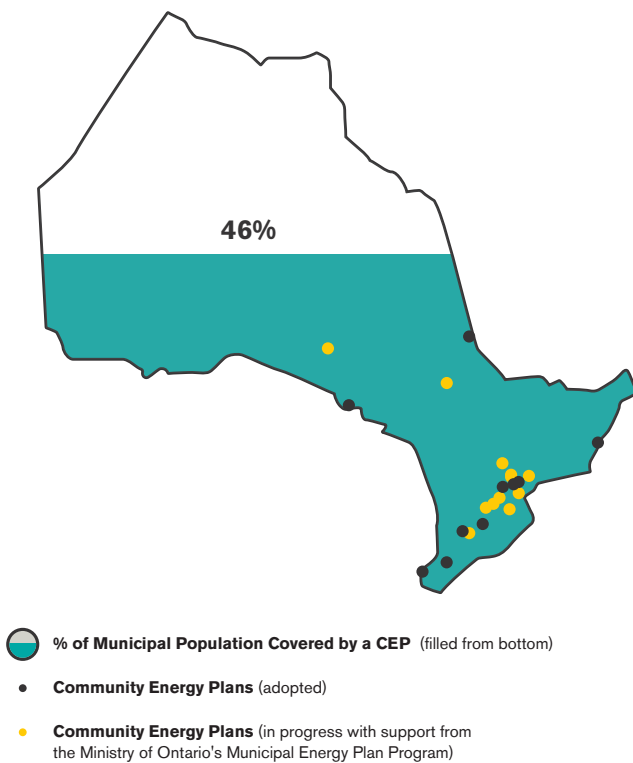 46%
% of Municipal Population Covered by a CEP (filled from bottom)
Community Energy Plans (adopted)
Community Energy Plans (in progress with support from
the Ministry of Ontario's Municipal Energy Plan Program)